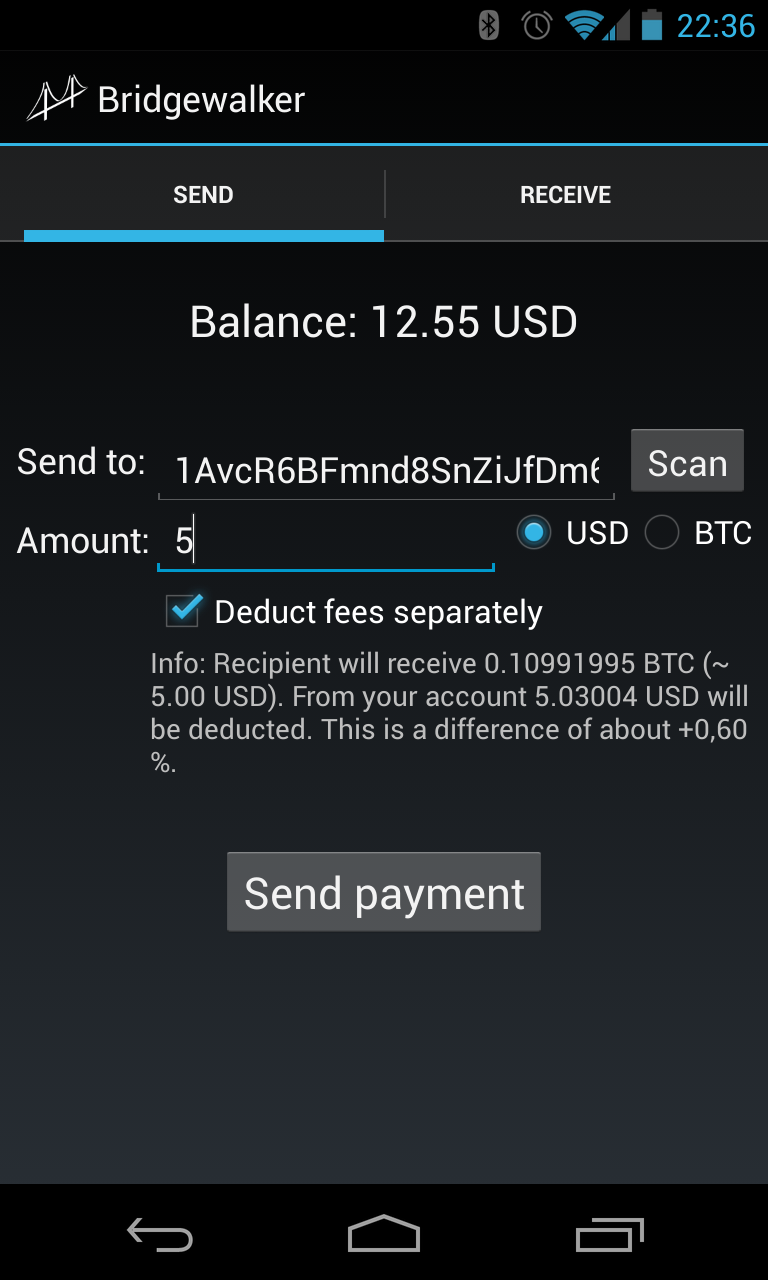 22:36
Bridgewalker
SEND RECEIVE
Balance: 12.55 USD
Send to: 1AvcR6BFmnd8SnZiJfDm6 Scan
Amount: 5 USD BTC
Deduct fees separately
Info: Recipient will receive 0.10991995 BTC (~
5.00 USD). From your account 5.03004 USD will
be deducted. This is a difference of about +0,60
%.
Send payment